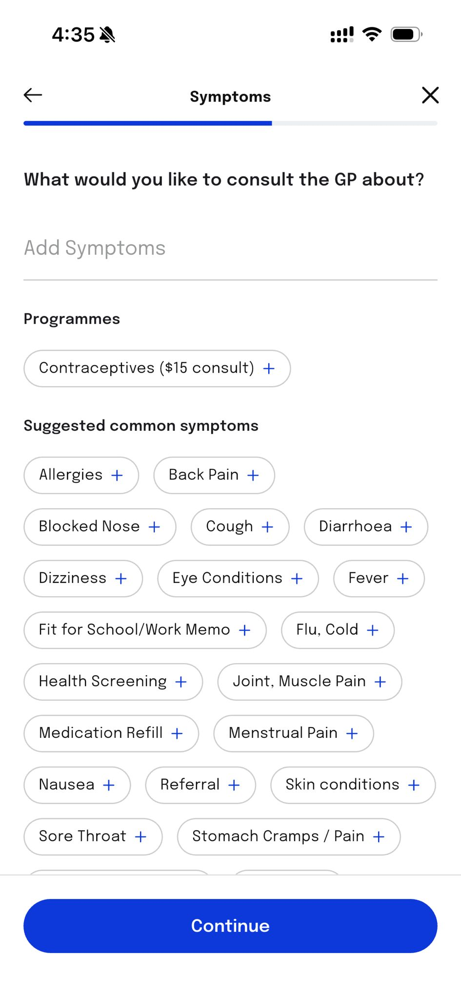 4:35
Symptoms
What would you like to consult the GP about?
Add Symptoms
Programmes
Contraceptives ($15 consult) +
Suggested common symptoms
Allergies + Back Pain +
Blocked Nose + Cough + Diarrhoea +
Dizziness + Eye Conditions + Fever +
Fit for School/Work Memo + Flu, Cold +
Health Screening + Joint, Muscle Pain +
Medication Refill + Menstrual Pain +
Nausea + Referral + Skin conditions +
Sore Throat + Stomach Cramps / Pain +
Continue